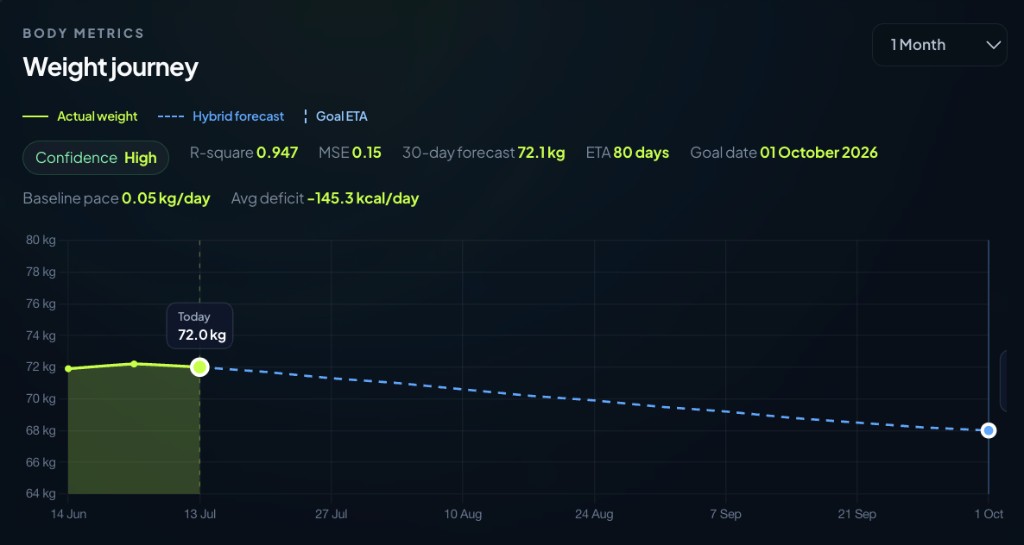 BODY METRICS
1 Month
Weight journey
Actual weight Hybrid forecast Goal ETA
Confidence High R-square 0.947 MSE 0.15 30-day forecast 72.1 kg ETA 80 days Goal date 01 October 2026
Baseline pace 0.05 kg/day Avg deficit -145.3 kcal/day
80 kg
78 kg
76 kg
Today
72.0 kg
74 kg
72 kg
70 kg
68 kg
66 kg
64 kg
14 Jun 13 Jul 27 Jul 10 Aug 24 Aug 7 Sep 21 Sep 1 Oct